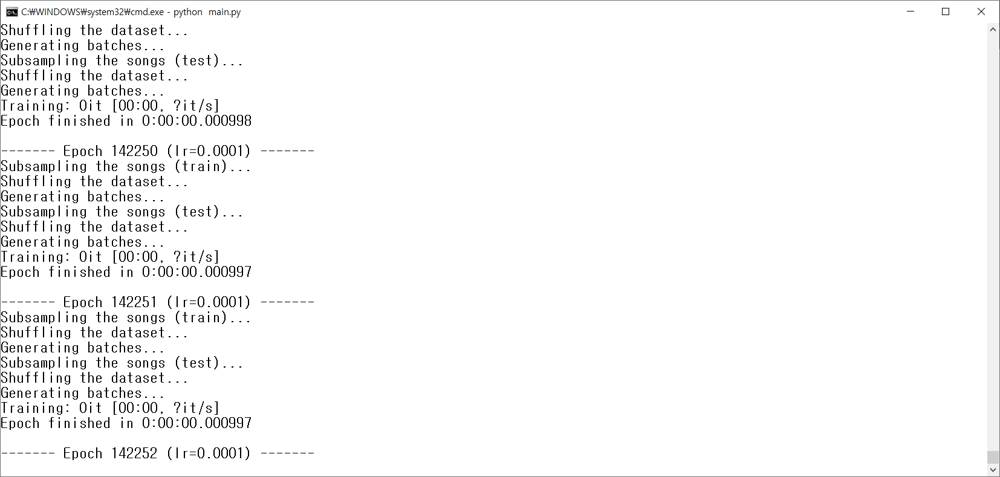 C:₩WINDOWS₩system32₩cmd.exe - python  main.py
Shuffling the dataset...
Generating batches...
Subsampling the songs (test)...
Shuffling the dataset...
Generating batches...
Training: 0it [00:00, ?it/s]
Epoch finished in 0:00:00.000998
------- Epoch 142250 (lr=0.0001) -------
Subsampling the songs (train)...
Shuffling the dataset...
Generating batches...
Subsampling the songs (test)...
Shuffling the dataset...
Generating batches...
Training: 0it [00:00, ?it/s]
Epoch finished in 0:00:00.000997
------- Epoch 142251 (lr=0.0001) -------
Subsampling the songs (train)...
Shuffling the dataset...
Generating batches...
Subsampling the songs (test)...
Shuffling the dataset...
Generating batches...
Training: 0it [00:00, ?it/s]
Epoch finished in 0:00:00.000997
------- Epoch 142252 (lr=0.0001) -------